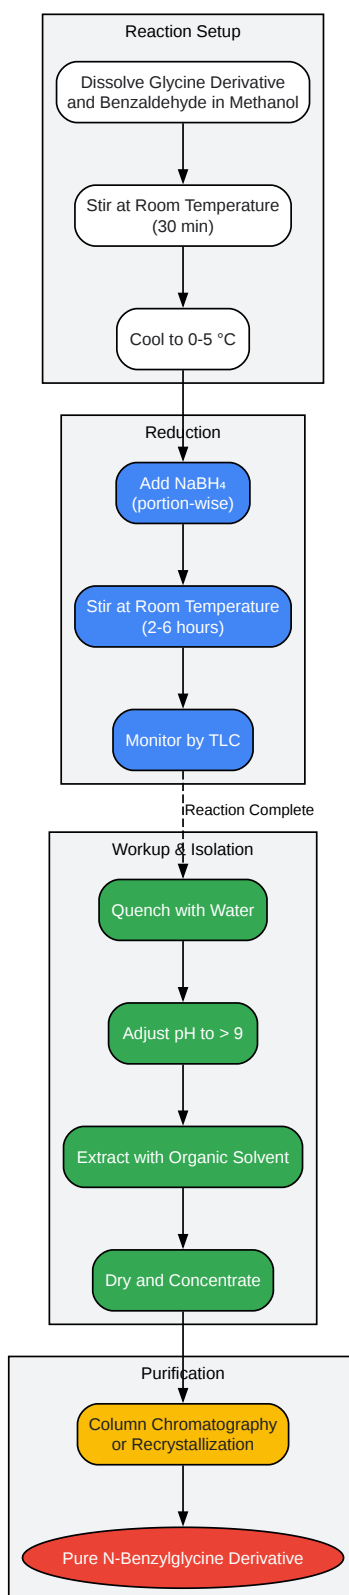 Reaction Setup
Dissolve Glycine Derivative
and Benzaldehyde in Methanol
Stir at Room Temperature
(30 min)
Cool to 0-5 °C
Reduction
Add NaBH₄
(portion-wise)
Stir at Room Temperature
(2-6 hours)
Monitor by TLC
Reaction Complete
Workup & Isolation
Quench with Water
Adjust pH to > 9
Extract with Organic Solvent
Dry and Concentrate
Purification
Column Chromatography
or Recrystallization
Pure N-Benzylglycine Derivative